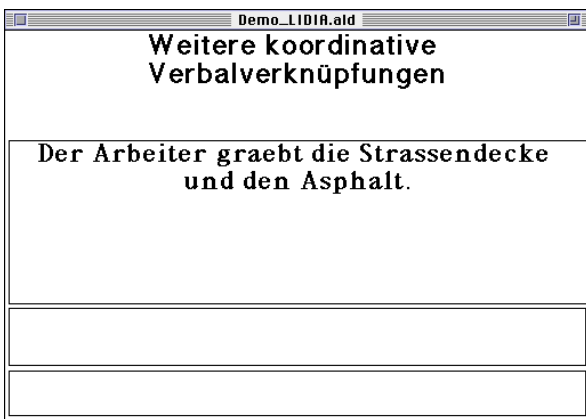 Demo_LIDIA.ald
Weitere koordinative
Verbalverknüpfungen
Der Arbeiter graebt die Strassendecke
und den Asphalt.